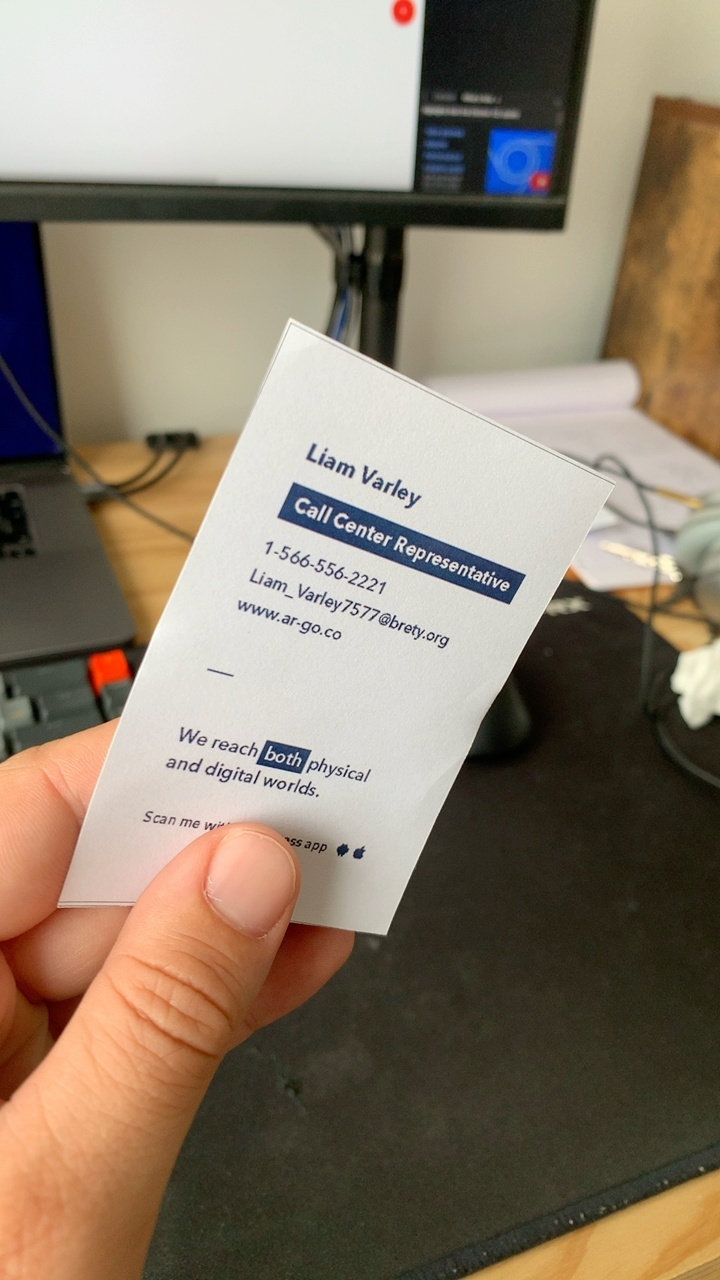 Liam Varley
Call Center Representative
1-566-556-2221
Liam_Varley7577@brety.org
www.ar-go.co
We reach both physical
and digital worlds.
Scan me app